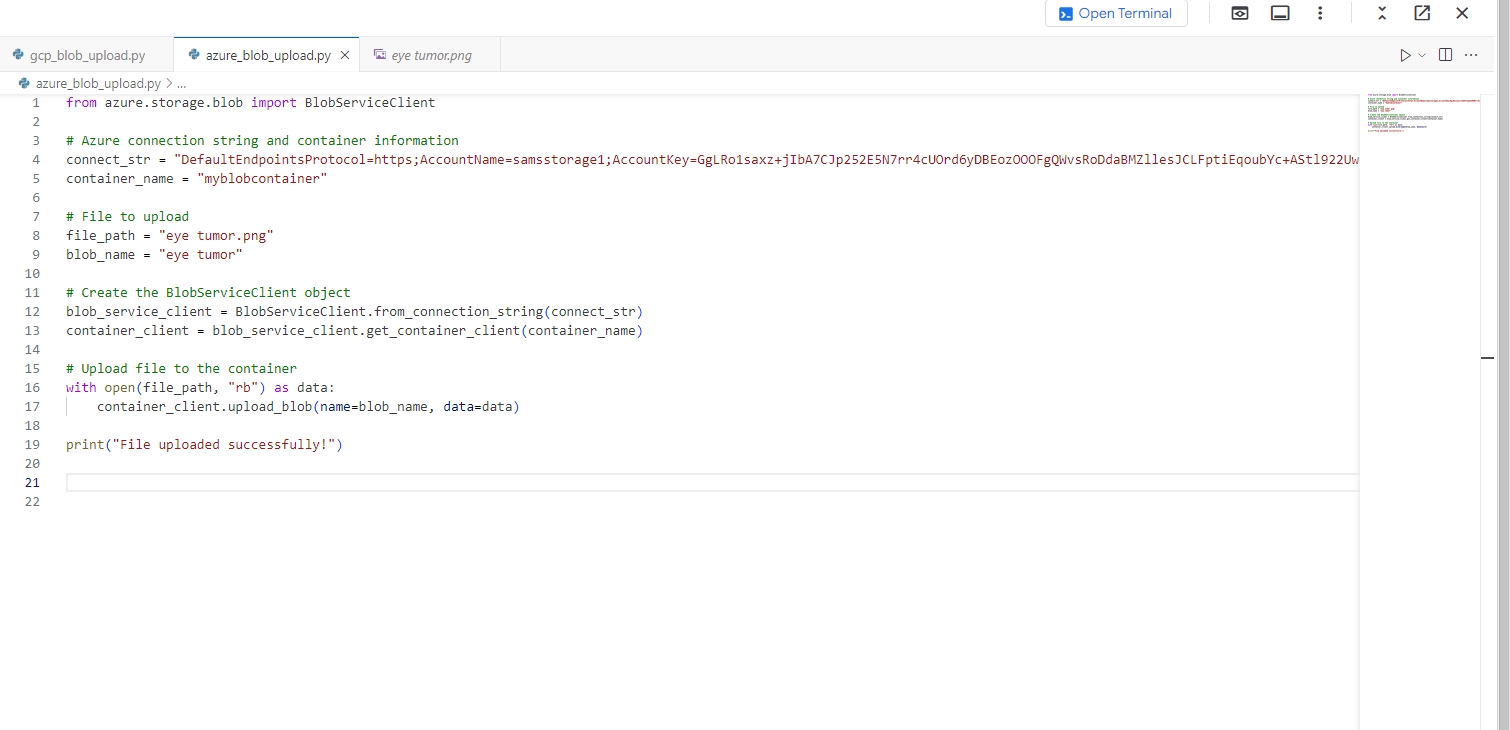 Open Terminal
gcp_blob_upload.py
azure_blob_upload.py
eye tumor.png
azure_blob_upload.py > ...
1 from azure.storage.blob import BlobServiceClient
2
3 # Azure connection string and container information
4 connect_str = "DefaultEndpointsProtocol=https;AccountName=samsstorage1;AccountKey=
5 container_name = "myblobcontainer"
6
7 # File to upload
8 file_path = "eye tumor.png"
9 blob_name = "eye tumor"
10
11 # Create the BlobServiceClient object
12 blob_service_client = BlobServiceClient.from_connection_string(connect_str)
13 container_client = blob_service_client.get_container_client(container_name)
14
15 # Upload file to the container
16 with open(file_path, "rb") as data:
17     container_client.upload_blob(name=blob_name, data=data)
18
19 print("File uploaded successfully!")
20
21
22